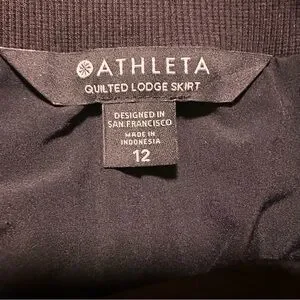 ATHLETA
QUILTED LODGE SKIRT
DESIGNED IN
SAN FRANCISCO
MADE IN
INDONESIA
12